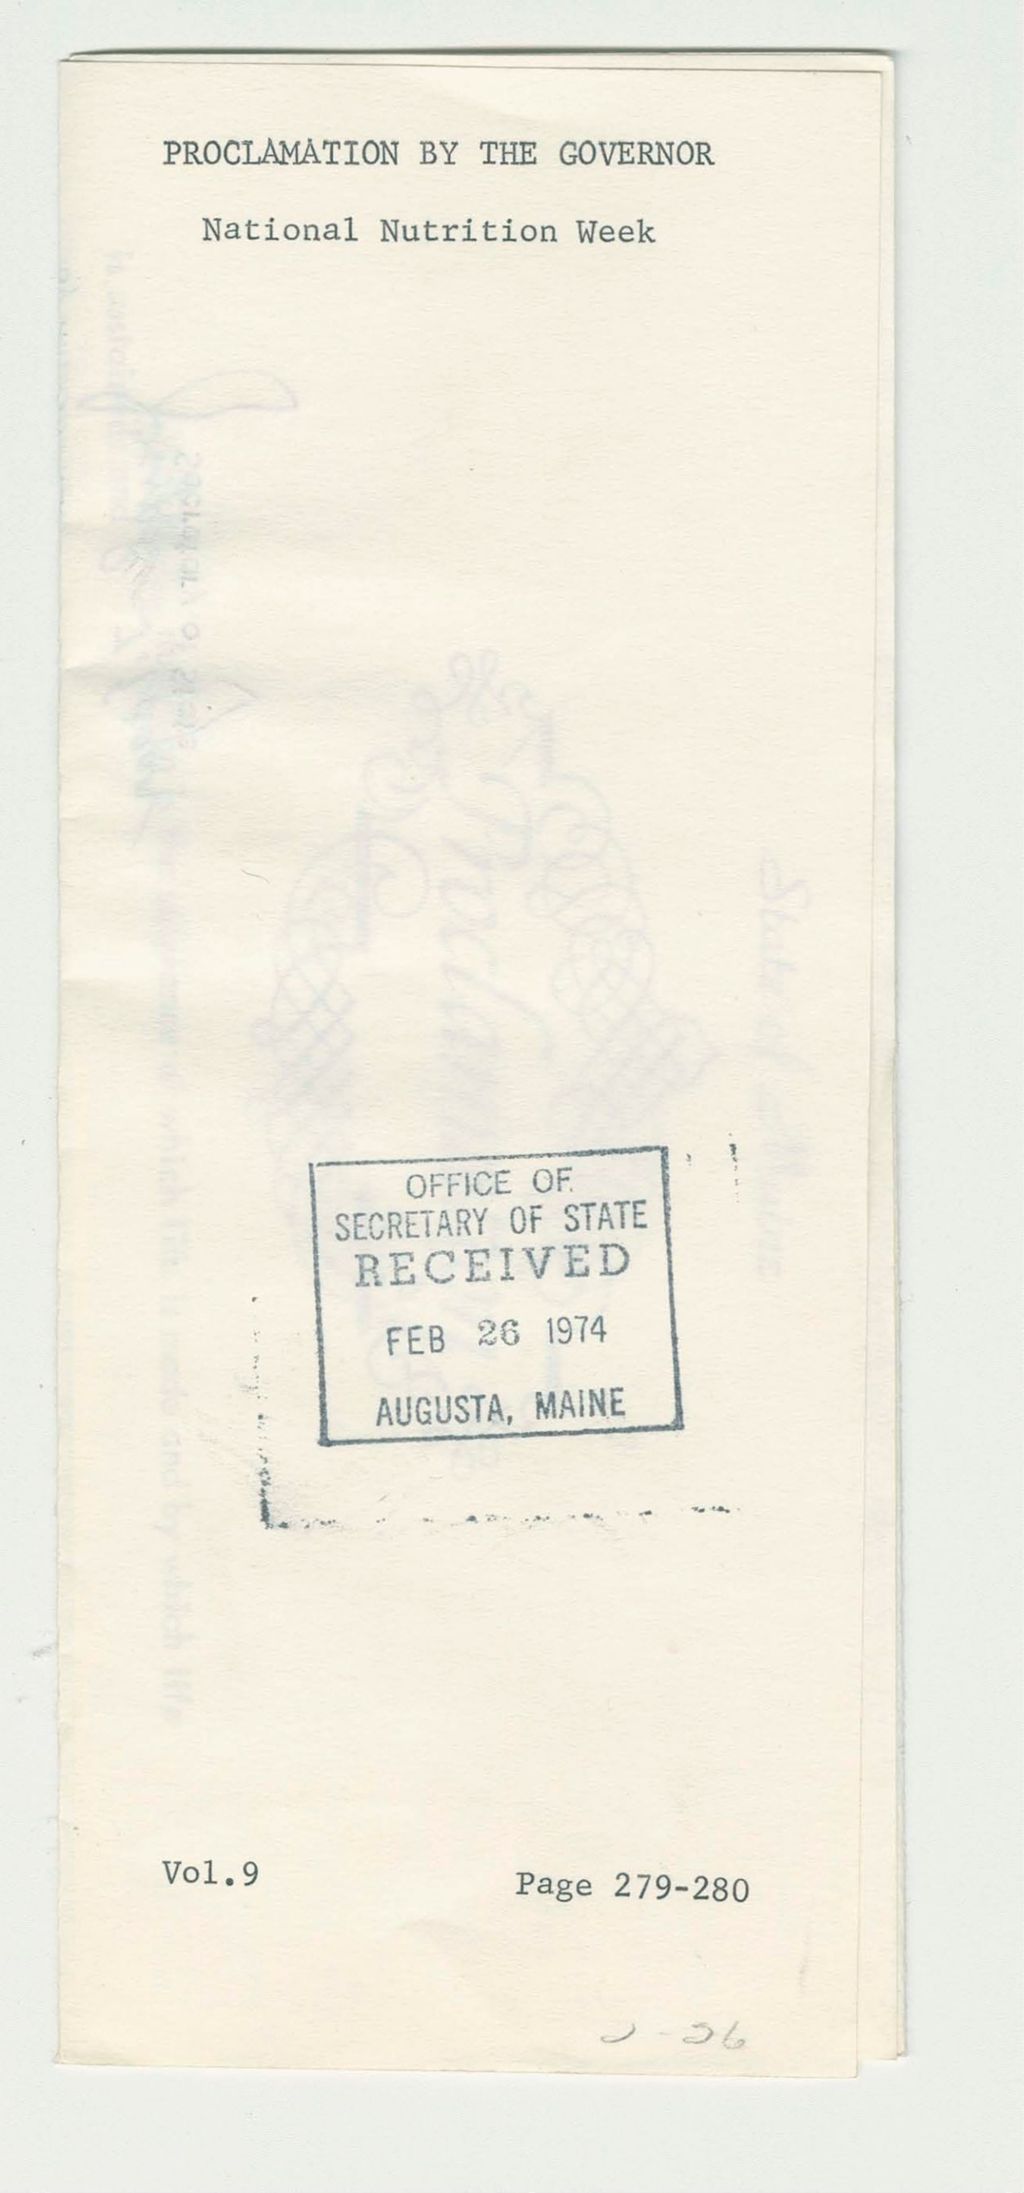 PROCLAMATION BY THE GOVERNOR
National Nutrition Week
OFFICE OF
SECRETARY OF STATE
RECEIVED
FEB 26 1974
AUGUSTA, MAINE
Vol.9 Page 279-280